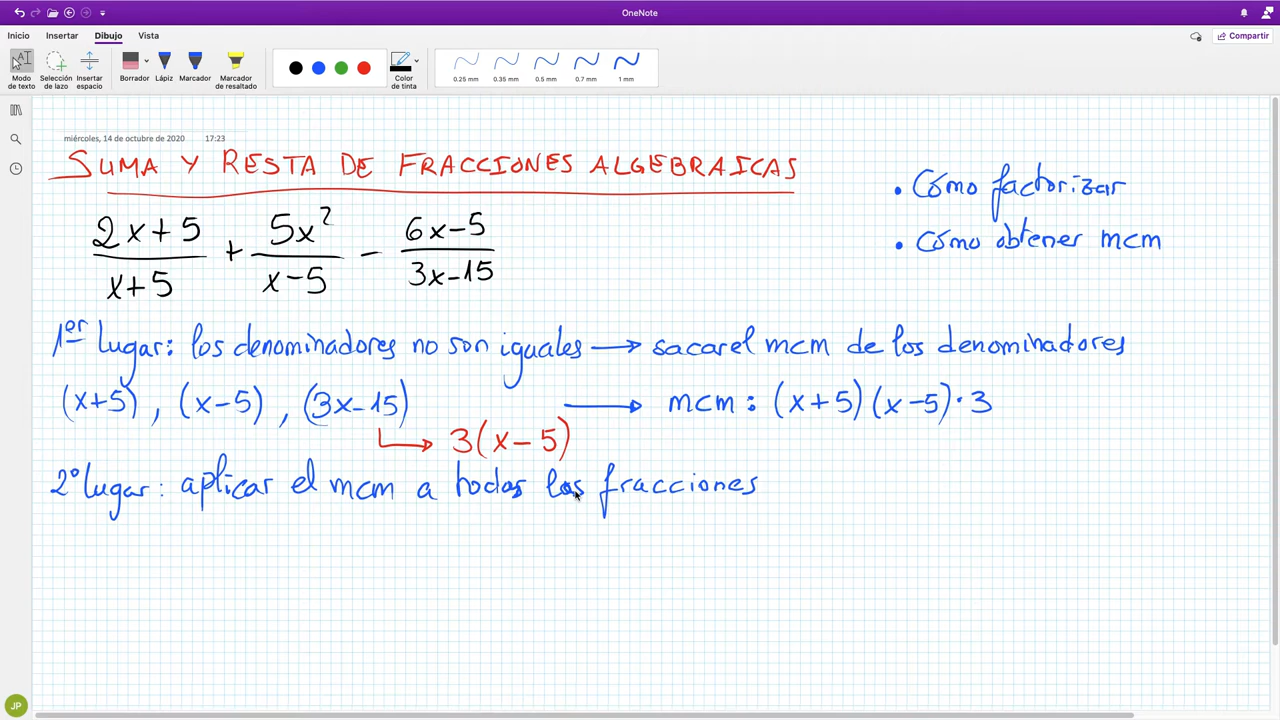 OneNote
Compartir
Inicio Insertar Dibujo Vista
Modo de texto
Selección de lazo
Insertar espacio
Borrador
Lápiz
Marcador
Marcador de resaltado
Color de tinta
0.25 mm 0.35 mm 0.5 mm 0.7 mm 1 mm
miércoles, 14 de octubre de 2020 17:23
SUMA Y RESTA DE FRACCIONES ALGEBRAICAS
• Cómo factorizar
• Cómo obtener mcm
2x+5 5x² 6x-5
+ -
x+5 x-5 3x-15
1er lugar: los denominadores no son iguales → sacar el mcm de los denominadores
(x+5), (x-5), (3x-15) → mcm: (x+5)(x-5)·3
↳ 3(x-5)
2º lugar: aplicar el mcm a todas las fracciones
JP